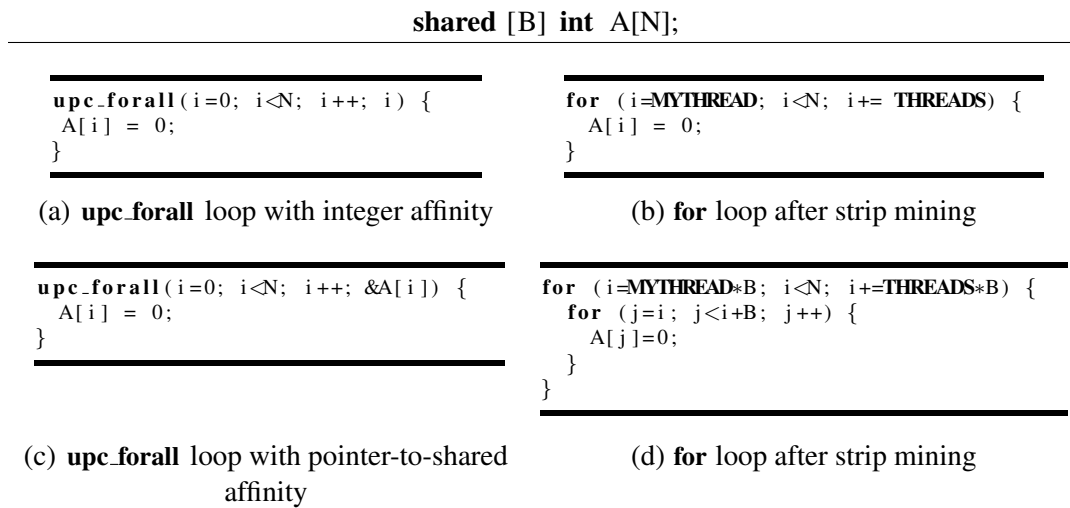 shared [B] int A[N];
upc_forall(i=0; i<N; i++; i) {
A[i] = 0;
}
(a) upc_forall loop with integer affinity
for (i=MYTHREAD; i<N; i+= THREADS) {
A[i] = 0;
}
(b) for loop after strip mining
upc_forall(i=0; i<N; i++; &A[i]) {
A[i] = 0;
}
(c) upc_forall loop with pointer-to-shared
affinity
for (i=MYTHREAD*B; i<N; i+=THREADS*B) {
for (j=i; j<i+B; j++) {
A[j]=0;
}
}
(d) for loop after strip mining